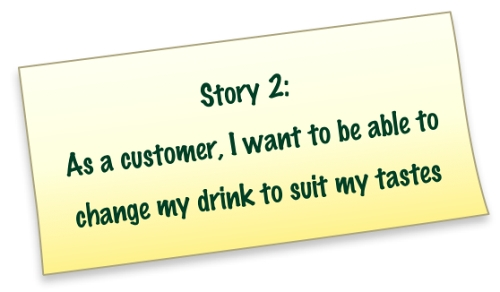 Story 2:
As a customer, I want to be able to
change my drink to suit my tastes